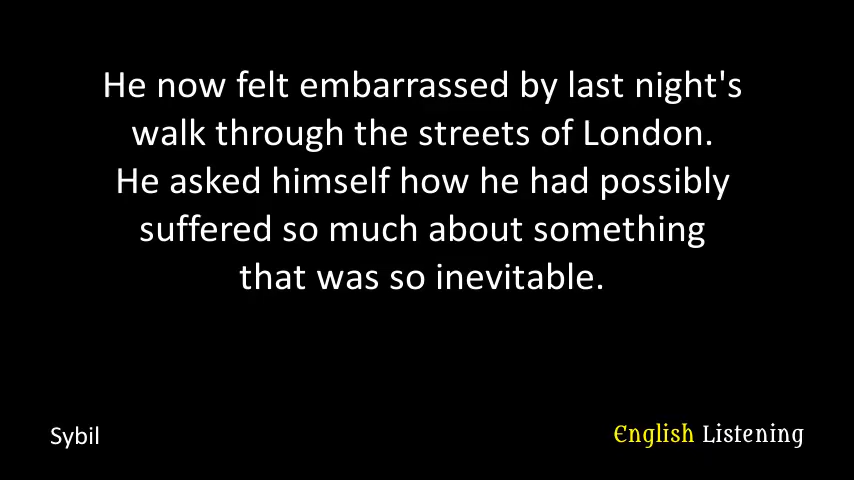 He now felt embarrassed by last night's
walk through the streets of London.
He asked himself how he had possibly
suffered so much about something
that was so inevitable.
Sybil
English Listening